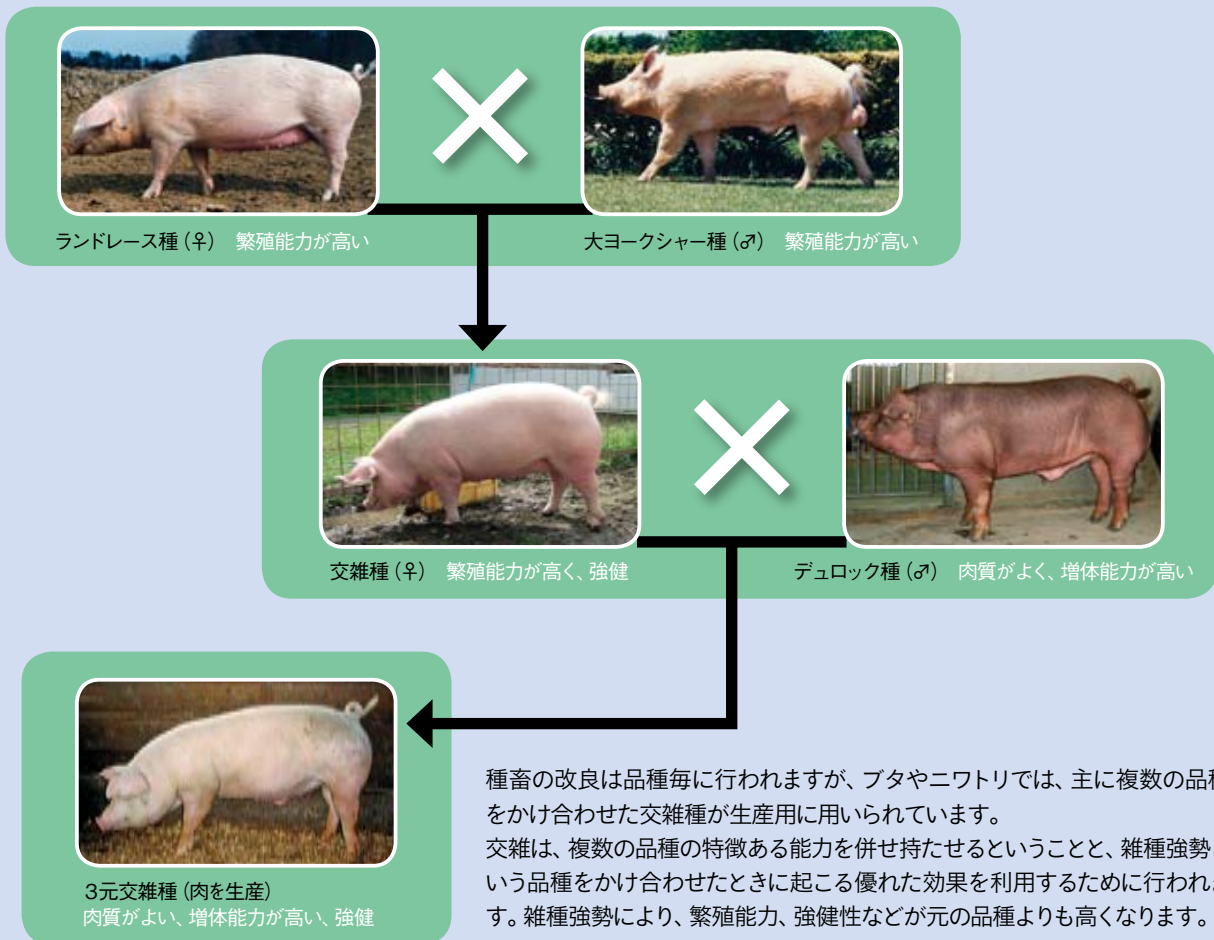 ランドレース種（♀） 繁殖能力が高い
大ヨークシャー種（♂） 繁殖能力が高い
交雑種（♀） 繁殖能力が高く、強健
デュロック種（♂） 肉質がよく、増体能力が高い
3元交雑種（肉を生産）
肉質がよい、増体能力が高い、強健
種畜の改良は品種毎に行われますが、ブタやニワトリでは、主に複数の品種
をかけ合わせた交雑種が生産用に用いられています。
交雑は、複数の品種の特徴ある能力を併せ持たせるということと、雑種強勢
いう品種をかけ合わせたときに起こる優れた効果を利用するために行われ
す。雑種強勢により、繁殖能力、強健性などが元の品種よりも高くなります。